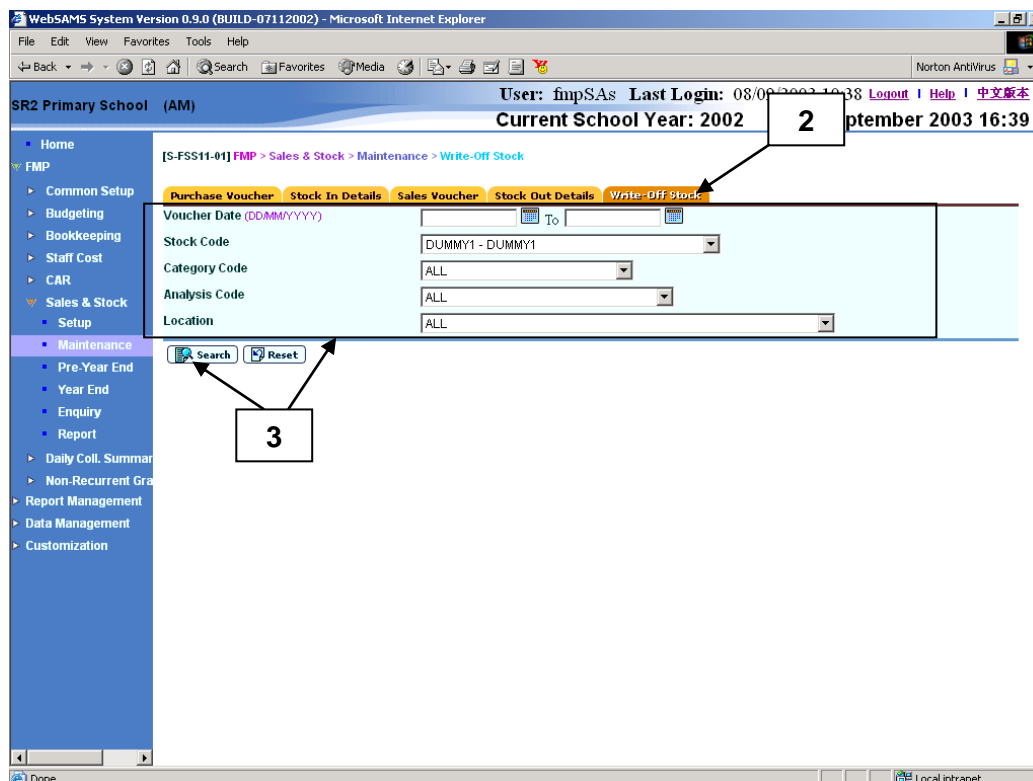 WebSAMS System Version 0.9.0 (BUILD-07112002) - Microsoft Internet Explorer
File Edit View Favorites Tools Help
Back Search Favorites Media Norton AntiVirus
SR2 Primary School (AM)
User: fmpSAs Last Login: 08/09/2003 38 Logout | Help | 中文版本
Current School Year: 2002 ptember 2003 16:39
2
Home
FMP
Common Setup
Budgeting
Bookkeeping
Staff Cost
CAR
Sales & Stock
Setup
Maintenance
Pre-Year End
Year End
Enquiry
Report
Daily Coll. Summar
Non-Recurrent Gra
Report Management
Data Management
Customization
[S-FSS11-01] FMP > Sales & Stock > Maintenance > Write-Off Stock
Purchase Voucher Stock In Details Sales Voucher Stock Out Details Write-Off Stock
Voucher Date (DD/MM/YYYY) To
Stock Code DUMMY1 - DUMMY1
Category Code ALL
Analysis Code ALL
Location ALL
Search Reset
3
Done Local intranet